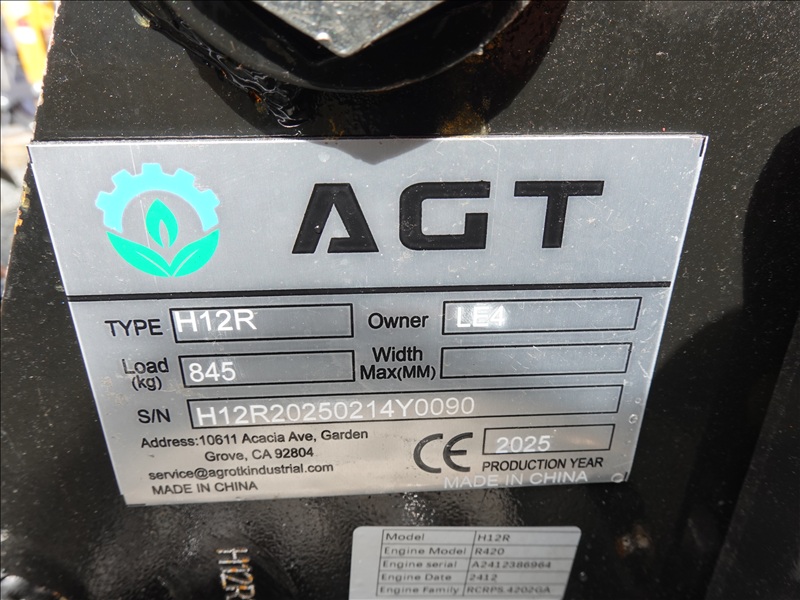 AGT
TYPE H12R Owner LE4
Load (kg) 845 Width Max(MM)
S/N H12R20250214Y0090
Address:10611 Acacia Ave, Garden
Grove, CA 92804
service@agrotkindustrial.com
MADE IN CHINA
CE 2025
PRODUCTION YEAR
MADE IN CHINA
H12R
Model H12R
Engine Model R420
Engine serial A2412386964
Engine Date 2412
Engine Family RCRPS.4202GA